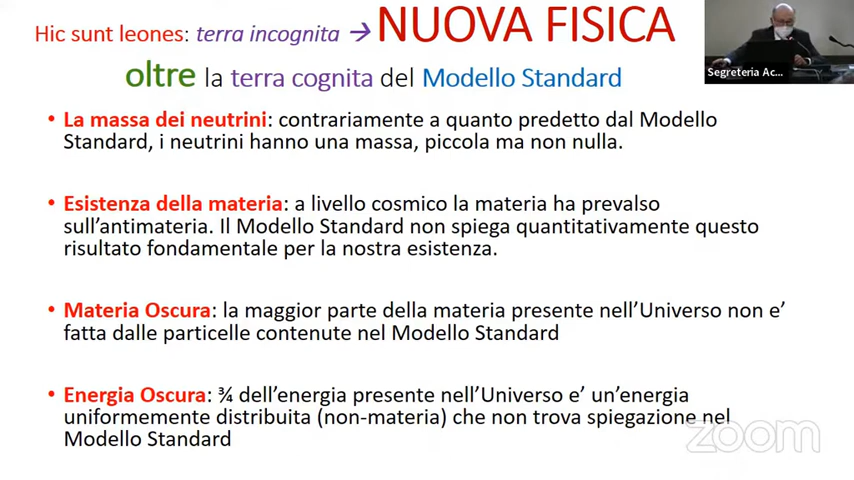 Hic sunt leones: terra incognita → NUOVA FISICA
oltre la terra cognita del Modello Standard
Segreteria Ac...
• La massa dei neutrini: contrariamente a quanto predetto dal Modello
Standard, i neutrini hanno una massa, piccola ma non nulla.
• Esistenza della materia: a livello cosmico la materia ha prevalso
sull'antimateria. Il Modello Standard non spiega quantitativamente questo
risultato fondamentale per la nostra esistenza.
• Materia Oscura: la maggior parte della materia presente nell'Universo non e'
fatta dalle particelle contenute nel Modello Standard
• Energia Oscura: ¾ dell'energia presente nell'Universo e' un'energia
uniformemente distribuita (non-materia) che non trova spiegazione nel
Modello Standard
zoom